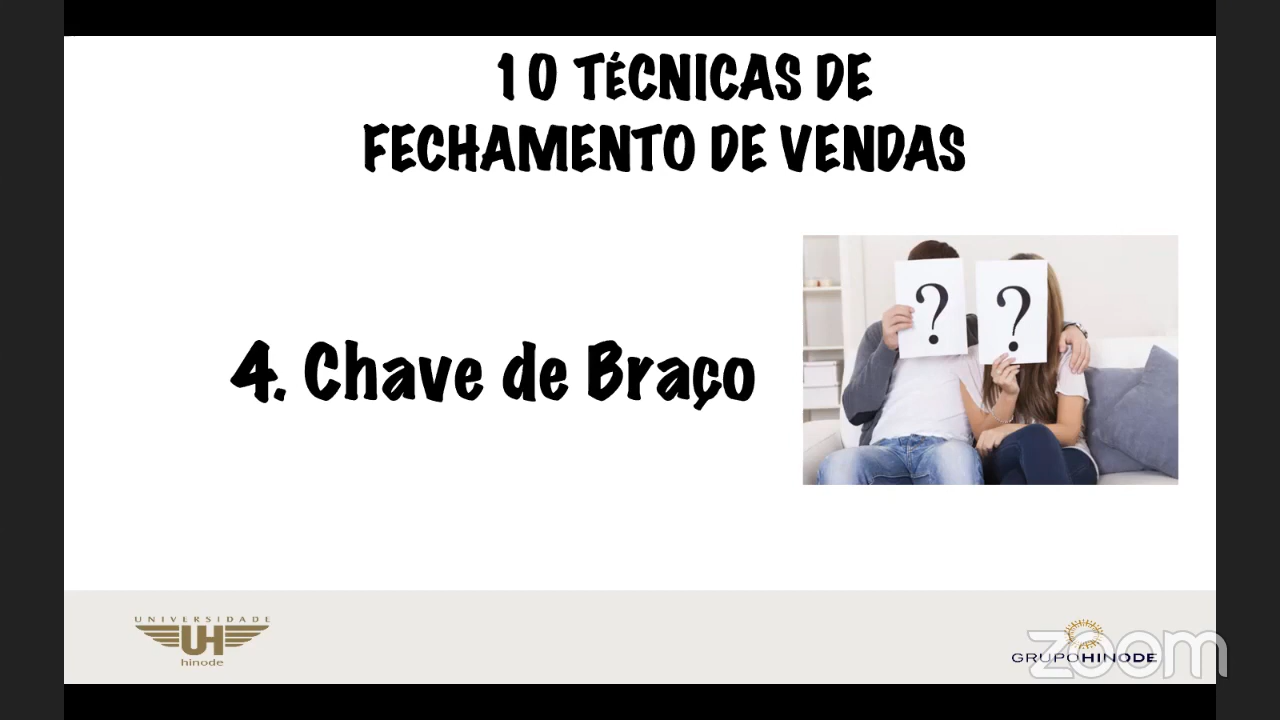 10 TÉCNICAS DE
FECHAMENTO DE VENDAS
? ?
4. Chave de Braço
UNIVERSIDADE
UH
hinode
GRUPOHINODE
zoom